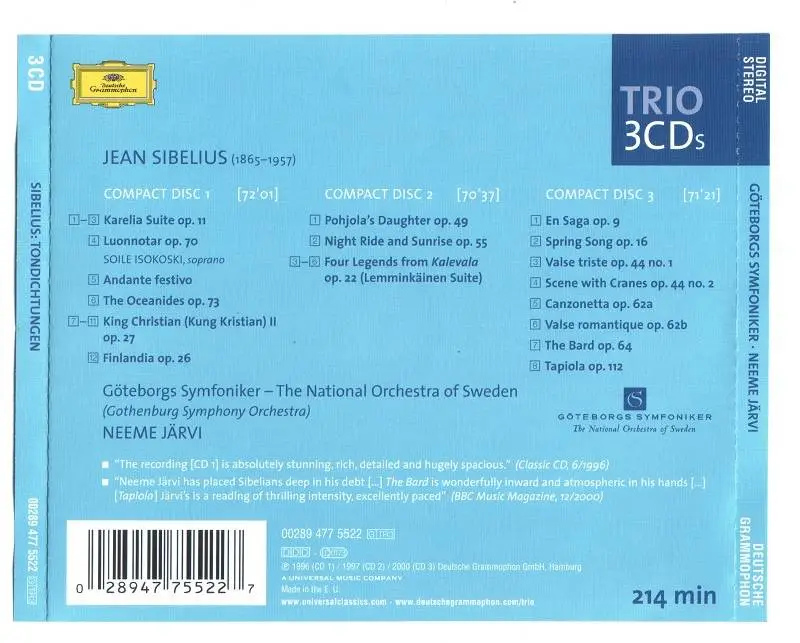 3CD
SIBELIUS: TONDICHTUNGEN
00289 477 5522 GTRO
Deutsche
Grammophon
TRIO
3CDs
JEAN SIBELIUS (1865–1957)
COMPACT DISC 1 [72'01]
1–3 Karelia Suite op. 11
4 Luonnotar op. 70
SOILE ISOKOSKI, soprano
5 Andante festivo
6 The Oceanides op. 73
7–11 King Christian (Kung Kristian) II
op. 27
12 Finlandia op. 26
COMPACT DISC 2 [70'37]
1 Pohjola's Daughter op. 49
2 Night Ride and Sunrise op. 55
3–6 Four Legends from Kalevala
op. 22 (Lemminkäinen Suite)
COMPACT DISC 3 [71'21]
1 En Saga op. 9
2 Spring Song op. 16
3 Valse triste op. 44 no. 1
4 Scene with Cranes op. 44 no. 2
5 Canzonetta op. 62a
6 Valse romantique op. 62b
7 The Bard op. 64
8 Tapiola op. 112
Göteborgs Symfoniker – The National Orchestra of Sweden
(Gothenburg Symphony Orchestra)
NEEME JÄRVI
S
GÖTEBORGS SYMFONIKER
The National Orchestra of Sweden
"The recording [CD 1] is absolutely stunning, rich, detailed and hugely spacious." (Classic CD, 6/1996)
"Neeme Järvi has placed Sibelians deep in his debt [...] The Bard is wonderfully inward and atmospheric in his hands [...]
[Tapiola] Järvi's is a reading of thrilling intensity, excellently paced" (BBC Music Magazine, 12/2000)
0 28947 75522 7
00289 477 5522 GTRO
DDD ·
℗ 1996 (CD 1) / 1997 (CD 2) / 2000 (CD 3) Deutsche Grammophon GmbH, Hamburg
A UNIVERSAL MUSIC COMPANY
Made in the E. U.
www.universalclassics.com · www.deutschegrammophon.com/trio
214 min
DIGITAL
STEREO
GÖTEBORGS SYMFONIKER · NEEME JÄRVI
DEUTSCHE
GRAMMOPHON